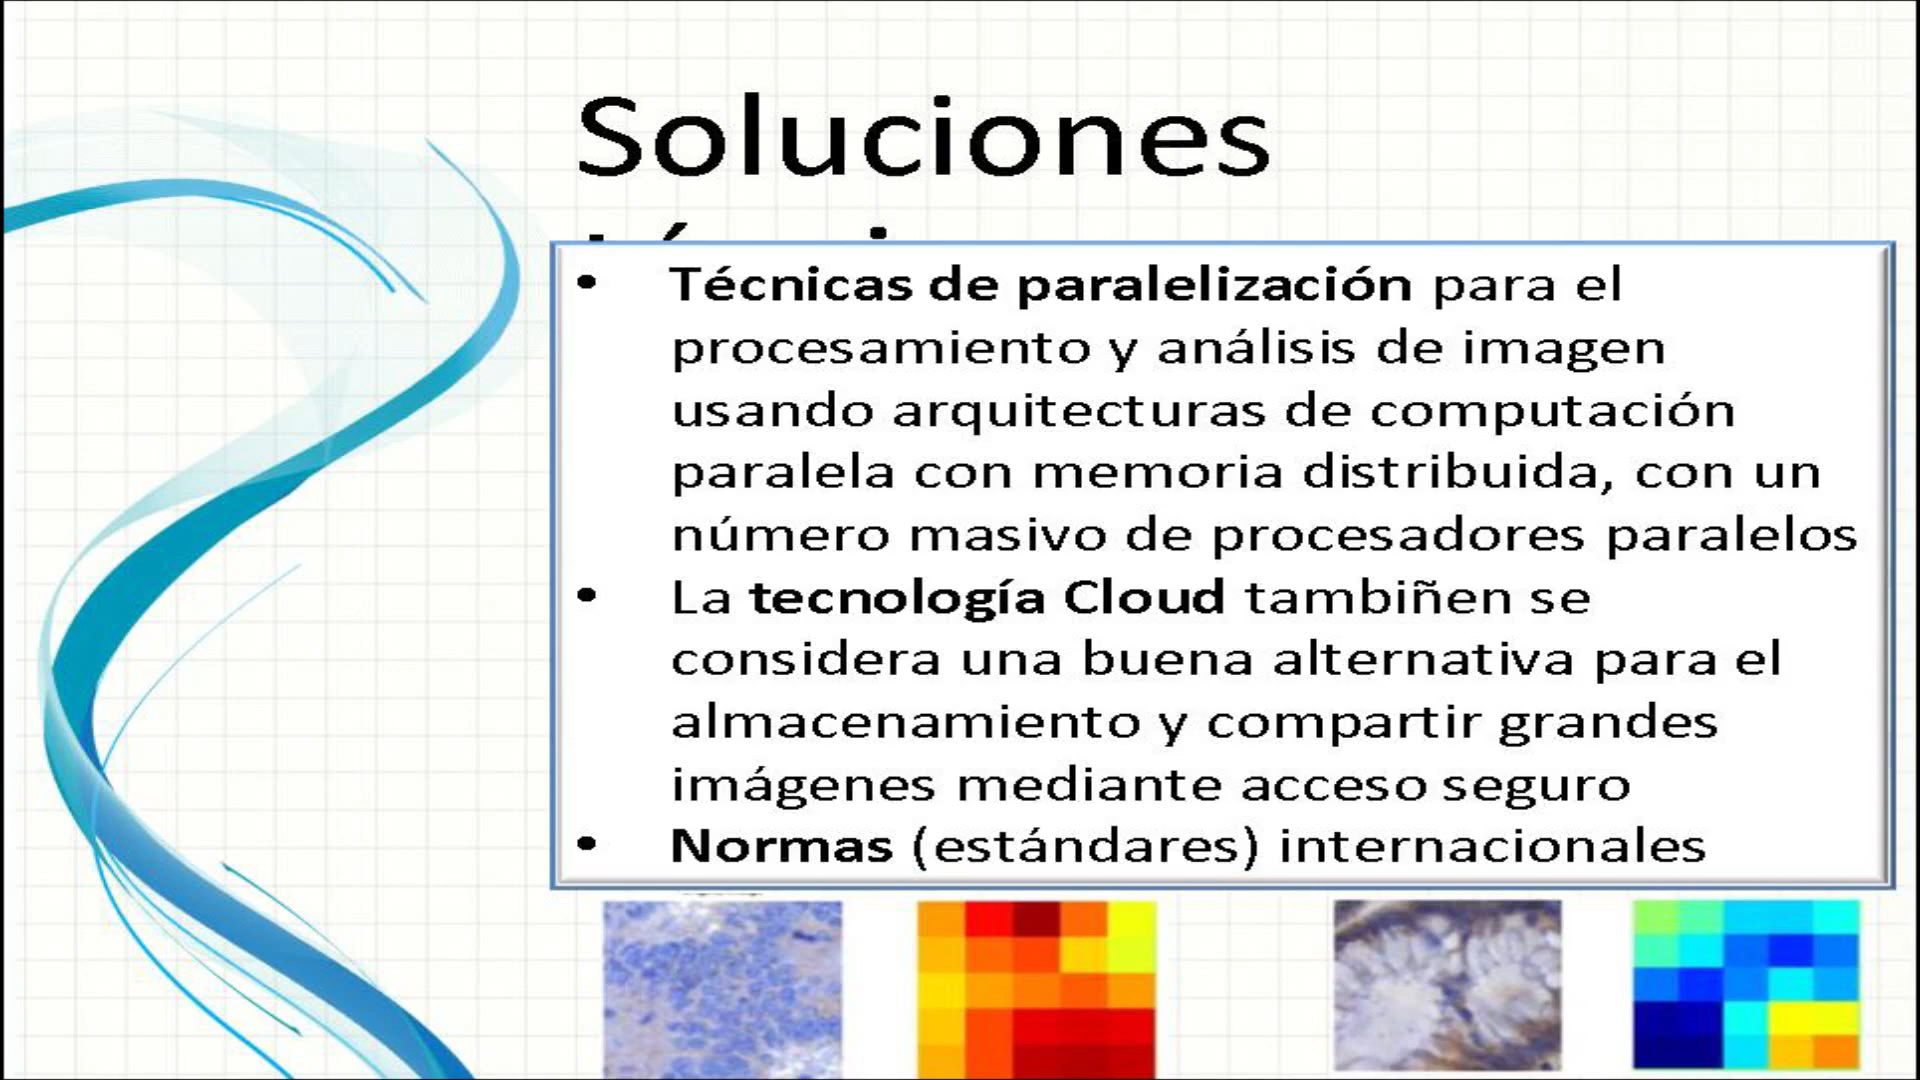 Soluciones
• Técnicas de paralelización para el
procesamiento y análisis de imagen
usando arquitecturas de computación
paralela con memoria distribuida, con un
número masivo de procesadores paralelos
• La tecnología Cloud tambiñen se
considera una buena alternativa para el
almacenamiento y compartir grandes
imágenes mediante acceso seguro
• Normas (estándares) internacionales